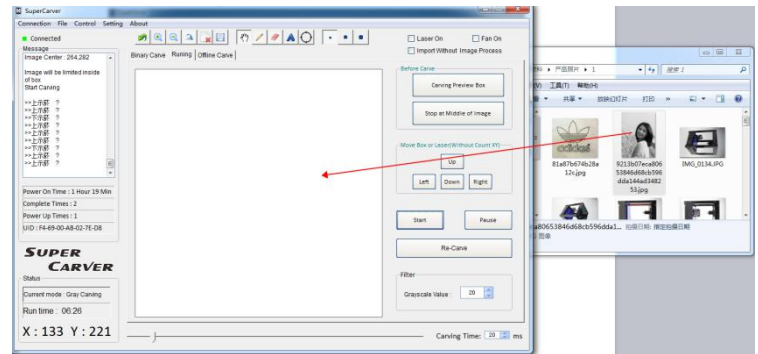 SuperCarver
Connection File Control Setting About
Connected
Message
Image Center : 264,282
Image will be limited inside
of box
Start Carving
Power On Time : 1 Hour 19 Min
Complete Times : 2
Power Up Times : 1
UID : F4-69-00-AB-02-7E-D8
SUPER
CARVER
Status
Current mode : Gray Carving
Run time : 06:26
X : 133 Y : 221
Binary Carve Runing Offline Carve
Laser On Fan On
Import Without Image Process
Before Carve
Carving Preview Box
Stop at Middle of Image
Move Box or Laser(Without Count XY)
Up
Left Down Right
Start Pause
Re-Carve
Filter
Grayscale Value : 20
Carving Time: 20 ms
产品照片 1
搜索 1
工具(T) 帮助(H)
共享 放映幻灯片 打印 »
adidas
81a87b674b28a
12c.jpg
9213b07eca806
53846d68cb596
dda144ad3482
53.jpg
IMG_0134.JPG
拍摄日期: 指定拍摄日期